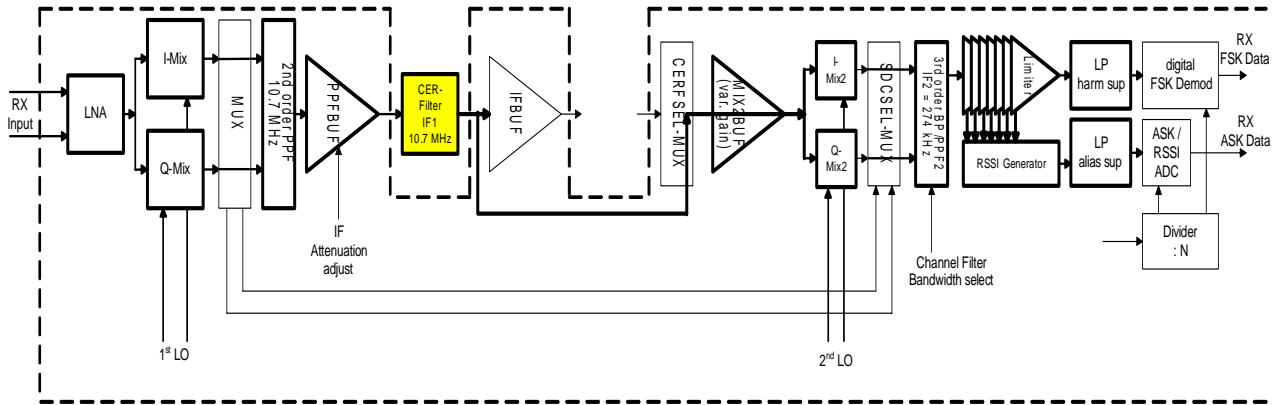 RX
Input
LNA
I-Mix
Q-Mix
MUX
2nd order PPF
10.7 MHz
PPFBUF
IF
Attenuation
adjust
CER-
Filter
IF1
10.7 MHz
IFBUF
CERFSEL-MUX
MIX2BUF
(var. gain)
I-
Mix2
Q-
Mix2
SDCSEL-MUX
3rd order BP/PPF2
IF2 = 274 kHz
Channel Filter
Bandwidth select
Limiter
RSSI Generator
LP
harm sup
LP
alias sup
digital
FSK Demod
ASK /
RSSI
ADC
Divider
: N
RX
FSK Data
RX
ASK Data
1st LO
2nd LO